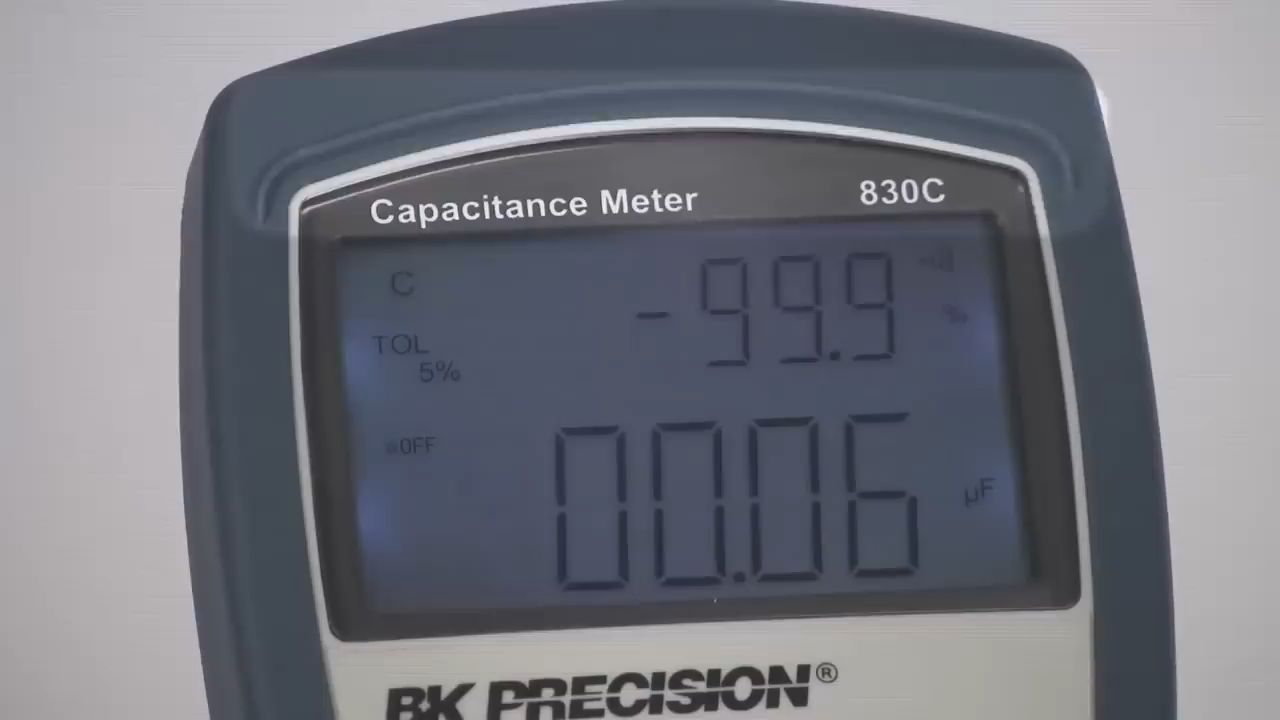 Capacitance Meter 830C
C -99.9 %
TOL
5%
OFF
00.06 µF
BK PRECISION®